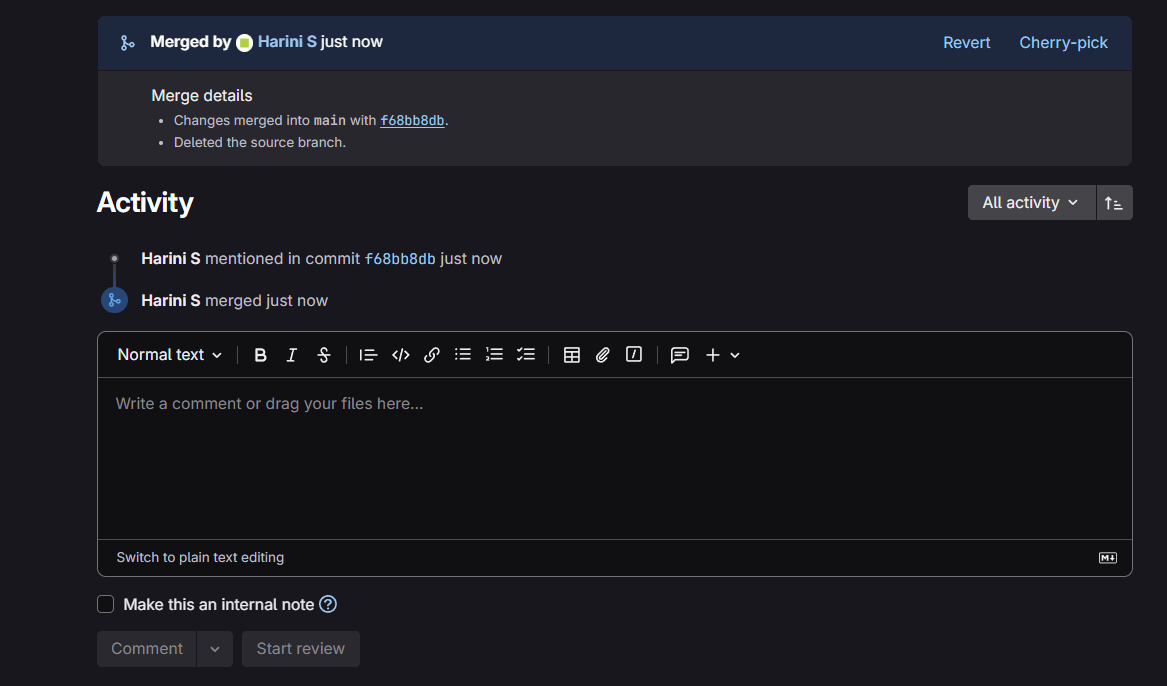 Merged by Harini S just now
Revert
Cherry-pick
Merge details
Changes merged into main with f68bb8db.
Deleted the source branch.
Activity
All activity
Harini S mentioned in commit f68bb8db just now
Harini S merged just now
Normal text
Write a comment or drag your files here...
Switch to plain text editing
Make this an internal note
Comment
Start review